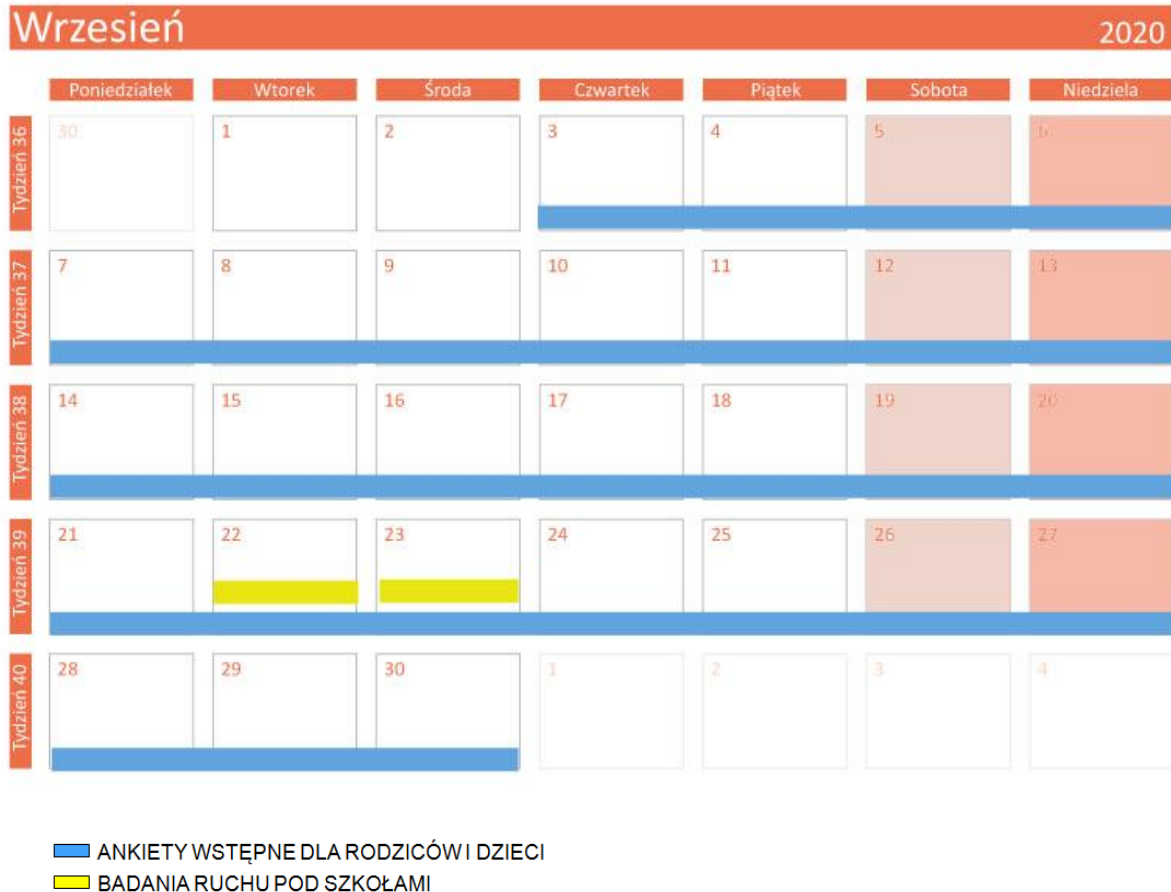 Wrzesień 2020
Poniedziałek Wtorek Środa Czwartek Piątek Sobota Niedziela
Tydzień 36
30 1 2 3 4 5 6
Tydzień 37
7 8 9 10 11 12 13
Tydzień 38
14 15 16 17 18 19 20
Tydzień 39
21 22 23 24 25 26 27
Tydzień 40
28 29 30 1 2 3 4
ANKIETY WSTĘPNE DLA RODZICÓW I DZIECI
BADANIA RUCHU POD SZKOŁAMI